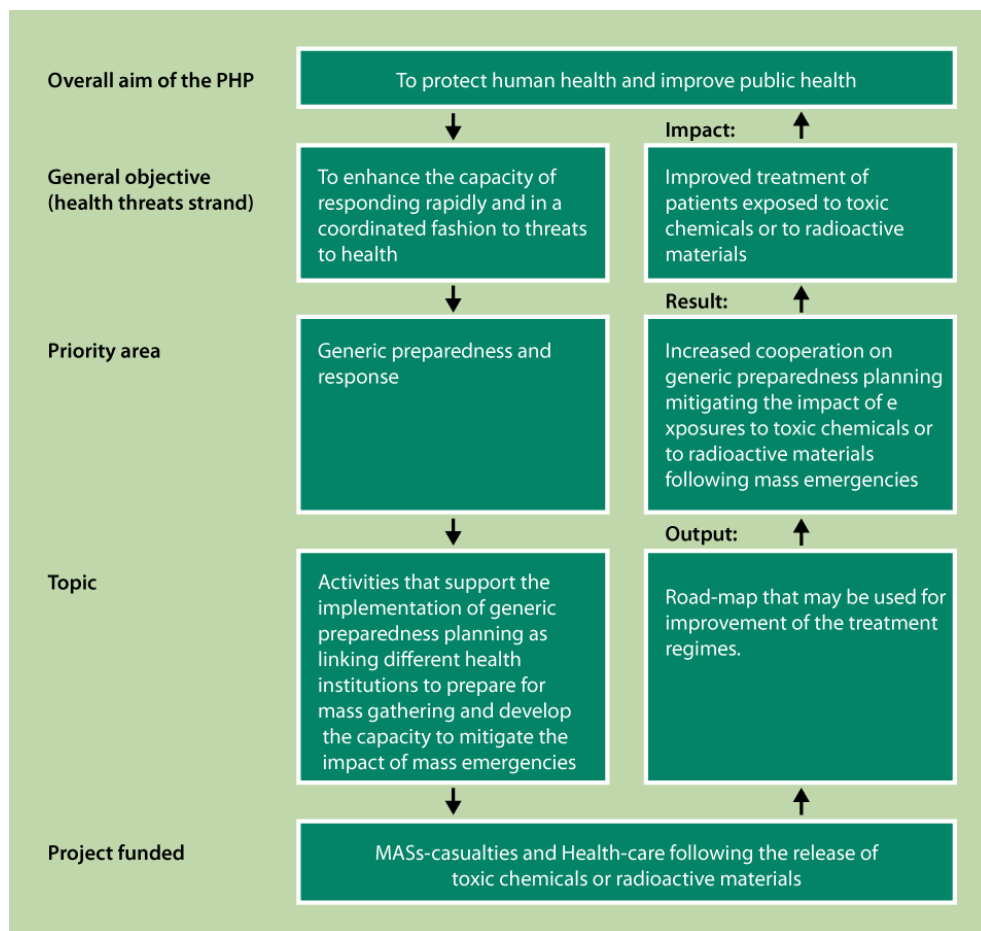 Overall aim of the PHP
To protect human health and improve public health
Impact:
General objective
(health threats strand)
To enhance the capacity of
responding rapidly and in a
coordinated fashion to threats
to health
Improved treatment of
patients exposed to toxic
chemicals or to radioactive
materials
Result:
Priority area
Generic preparedness and
response
Increased cooperation on
generic preparedness planning
mitigating the impact of e
xposures to toxic chemicals or
to radioactive materials
following mass emergencies
Output:
Topic
Activities that support the
implementation of generic
preparedness planning as
linking different health
institutions to prepare for
mass gathering and develop
the capacity to mitigate the
impact of mass emergencies
Road-map that may be used for
improvement of the treatment
regimes.
Project funded
MASs-casualties and Health-care following the release of
toxic chemicals or radioactive materials